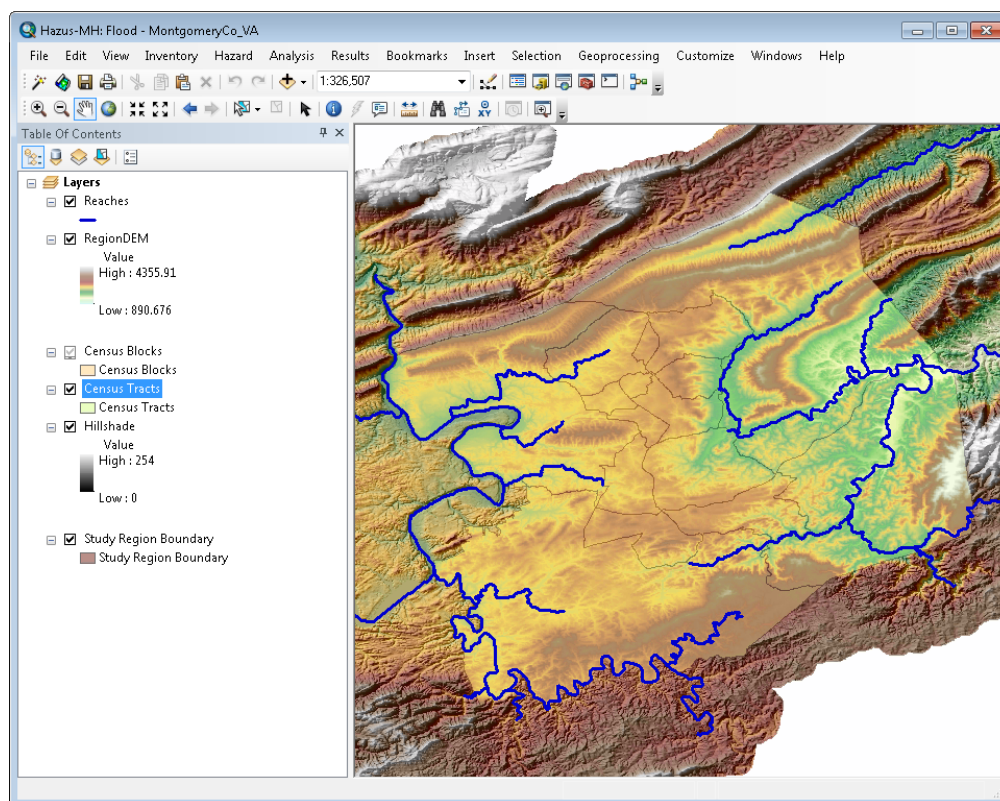 Hazus-MH: Flood - MontgomeryCo_VA
File Edit View Inventory Hazard Analysis Results Bookmarks Insert Selection Geoprocessing Customize Windows Help
1:326,507
Table Of Contents
Layers
Reaches
RegionDEM
Value
High : 4355.91
Low : 890.676
Census Blocks
Census Blocks
Census Tracts
Census Tracts
Hillshade
Value
High : 254
Low : 0
Study Region Boundary
Study Region Boundary